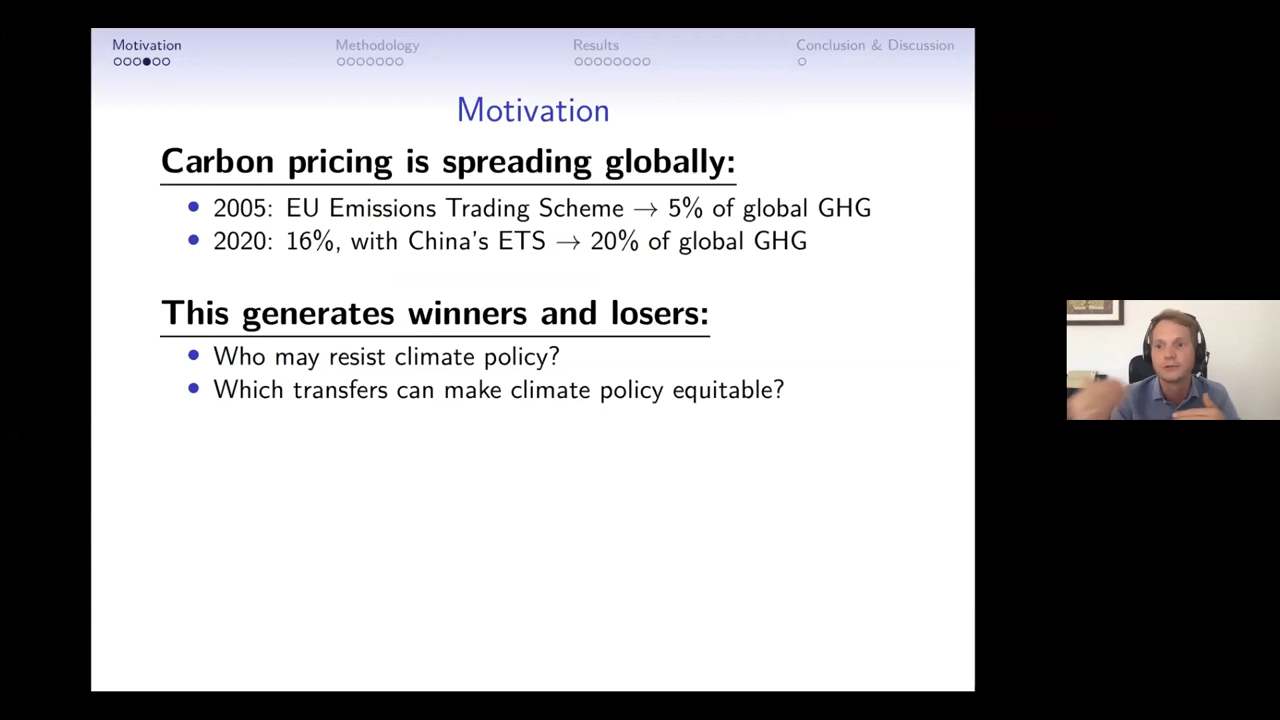 Motivation
Methodology
Results
Conclusion & Discussion
Motivation
Carbon pricing is spreading globally:
2005: EU Emissions Trading Scheme → 5% of global GHG
2020: 16%, with China's ETS → 20% of global GHG
This generates winners and losers:
Who may resist climate policy?
Which transfers can make climate policy equitable?